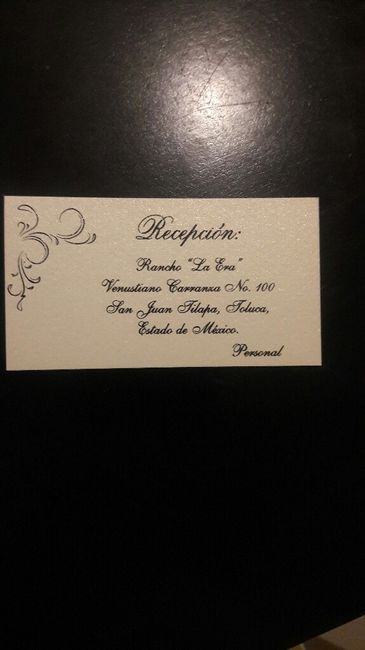 Recepción:
Rancho "La Era"
Venustiano Carranza No. 100
San Juan Tilapa, Toluca,
Estado de México.
Personal